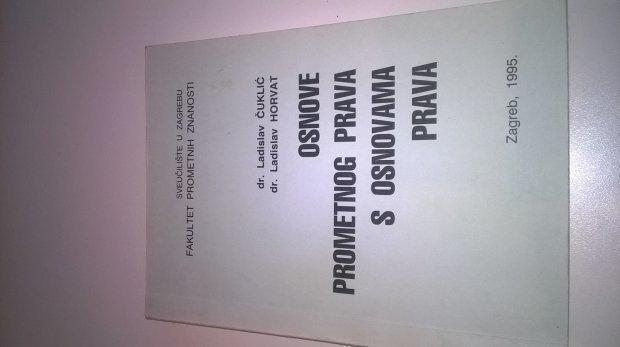 SVEUČILIŠTE U ZAGREBU
FAKULTET PROMETNIH ZNANOSTI
dr. Ladislav ČUKLIĆ
dr. Ladislav HORVAT
OSNOVE
PROMETNOG PRAVA
S OSNOVAMA
PRAVA
Zagreb, 1995.